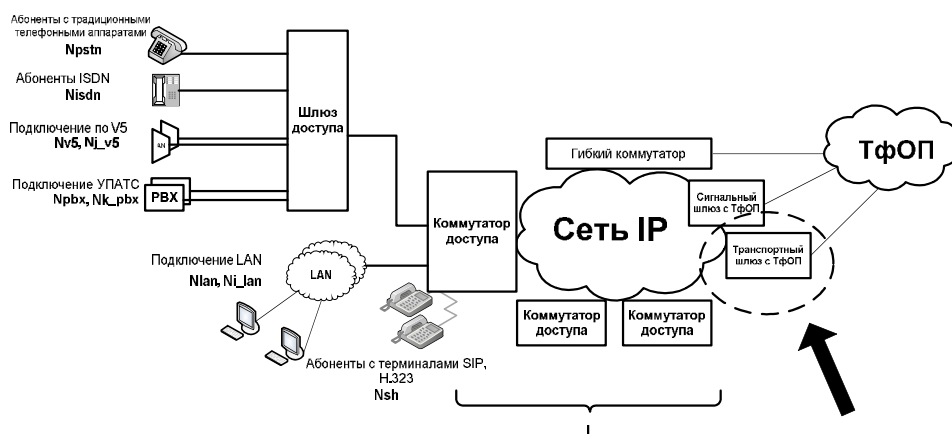 Абоненты с традиционными
телефонными аппаратами
Npstn
Абоненты ISDN
Nisdn
Подключение по V5
Nv5, Nj_v5
AN
Подключение УПАТС
Npbx, Nk_pbx
PBX
Шлюз
доступа
Подключение LAN
Nlan, Ni_lan
LAN
Абоненты с терминалами SIP,
H.323
Nsh
Коммутатор
доступа
Гибкий коммутатор
Сеть IP
Сигнальный
шлюз с ТфОП
Транспортный
шлюз с ТфОП
ТфОП
Коммутатор
доступа
Коммутатор
доступа